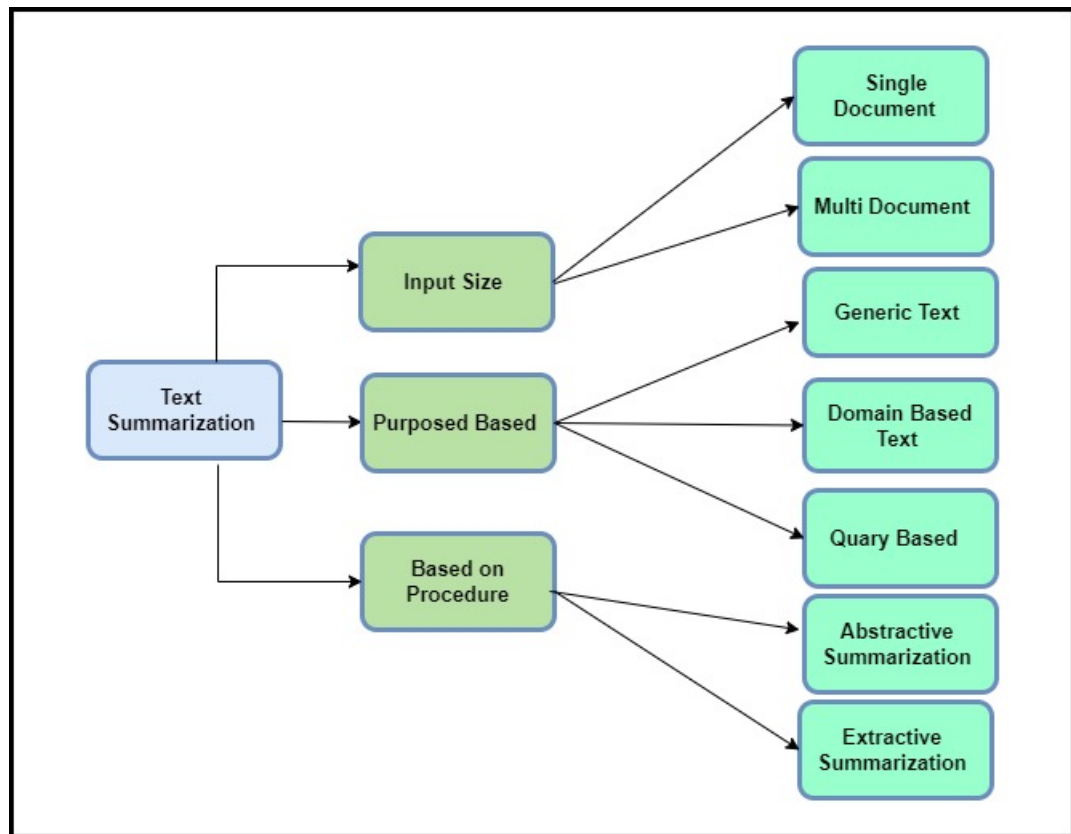 Single
Document
Multi Document
Input Size
Generic Text
Text
Summarization
Purposed Based
Domain Based
Text
Quary Based
Based on
Procedure
Abstractive
Summarization
Extractive
Summarization